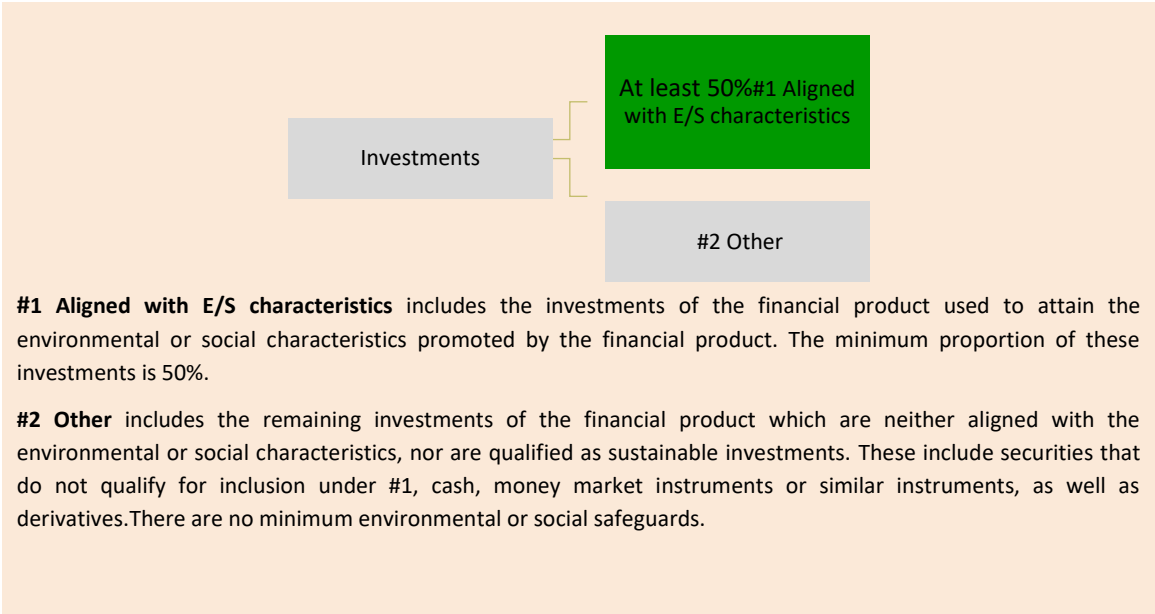 At least 50%#1 Aligned
with E/S characteristics
Investments
#2 Other
#1 Aligned with E/S characteristics includes the investments of the financial product used to attain the
environmental or social characteristics promoted by the financial product. The minimum proportion of these
investments is 50%.
#2 Other includes the remaining investments of the financial product which are neither aligned with the
environmental or social characteristics, nor are qualified as sustainable investments. These include securities that
do not qualify for inclusion under #1, cash, money market instruments or similar instruments, as well as
derivatives.There are no minimum environmental or social safeguards.